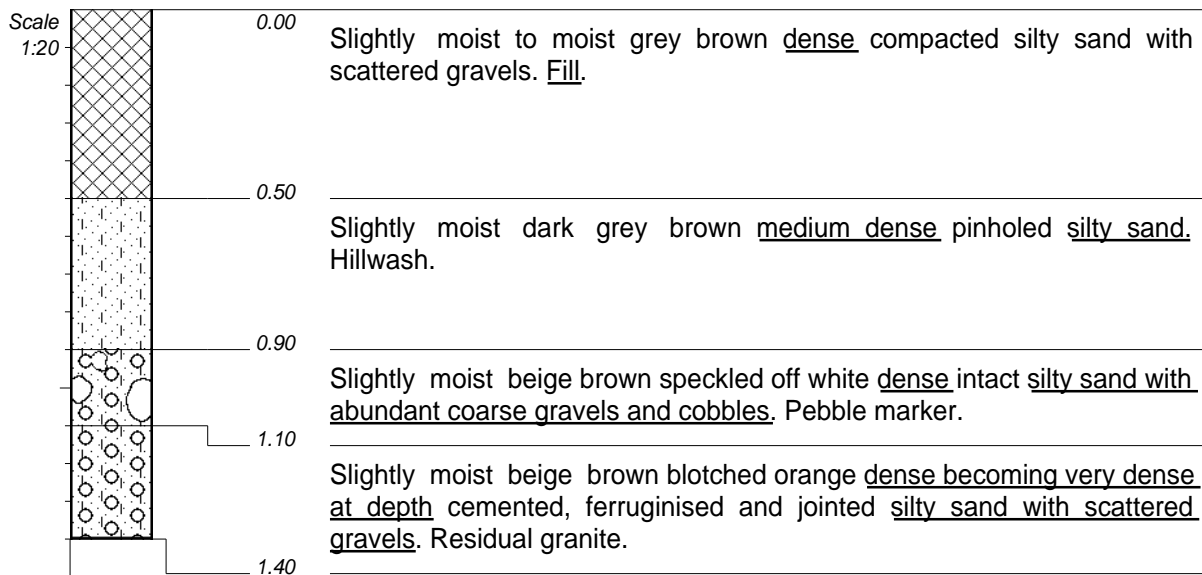 Scale
1:20
0.00
Slightly moist to moist grey brown dense compacted silty sand with
scattered gravels. Fill.
0.50
Slightly moist dark grey brown medium dense pinholed silty sand.
Hillwash.
0.90
Slightly moist beige brown speckled off white dense intact silty sand with
abundant coarse gravels and cobbles. Pebble marker.
1.10
Slightly moist beige brown blotched orange dense becoming very dense
at depth cemented, ferruginised and jointed silty sand with scattered
gravels. Residual granite.
1.40